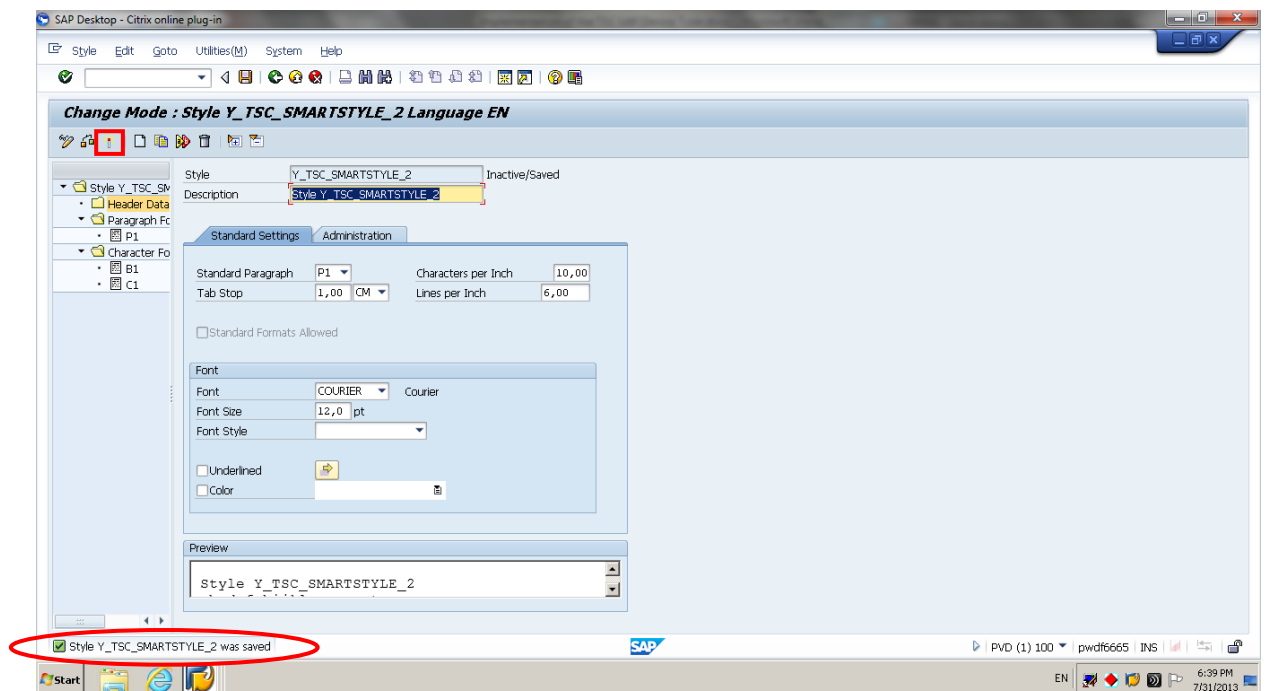 SAP Desktop - Citrix online plug-in
Style Edit Goto Utilities(M) System Help
Change Mode : Style Y_TSC_SMARTSTYLE_2 Language EN
Style Y_TSC_SM
Header Data
Paragraph Fc
P1
Character Fo
B1
C1
Style Y_TSC_SMARTSTYLE_2 Inactive/Saved
Description Style Y_TSC_SMARTSTYLE_2
Standard Settings Administration
Standard Paragraph P1 Characters per Inch 10,00
Tab Stop 1,00 CM Lines per Inch 6,00
Standard Formats Allowed
Font
Font COURIER Courier
Font Size 12,0 pt
Font Style
Underlined
Color
Preview
Style Y_TSC_SMARTSTYLE_2
Style Y_TSC_SMARTSTYLE_2 was saved
SAP
PVD (1) 100 pwdf6665 INS
Start
EN 6:39 PM
7/31/2013